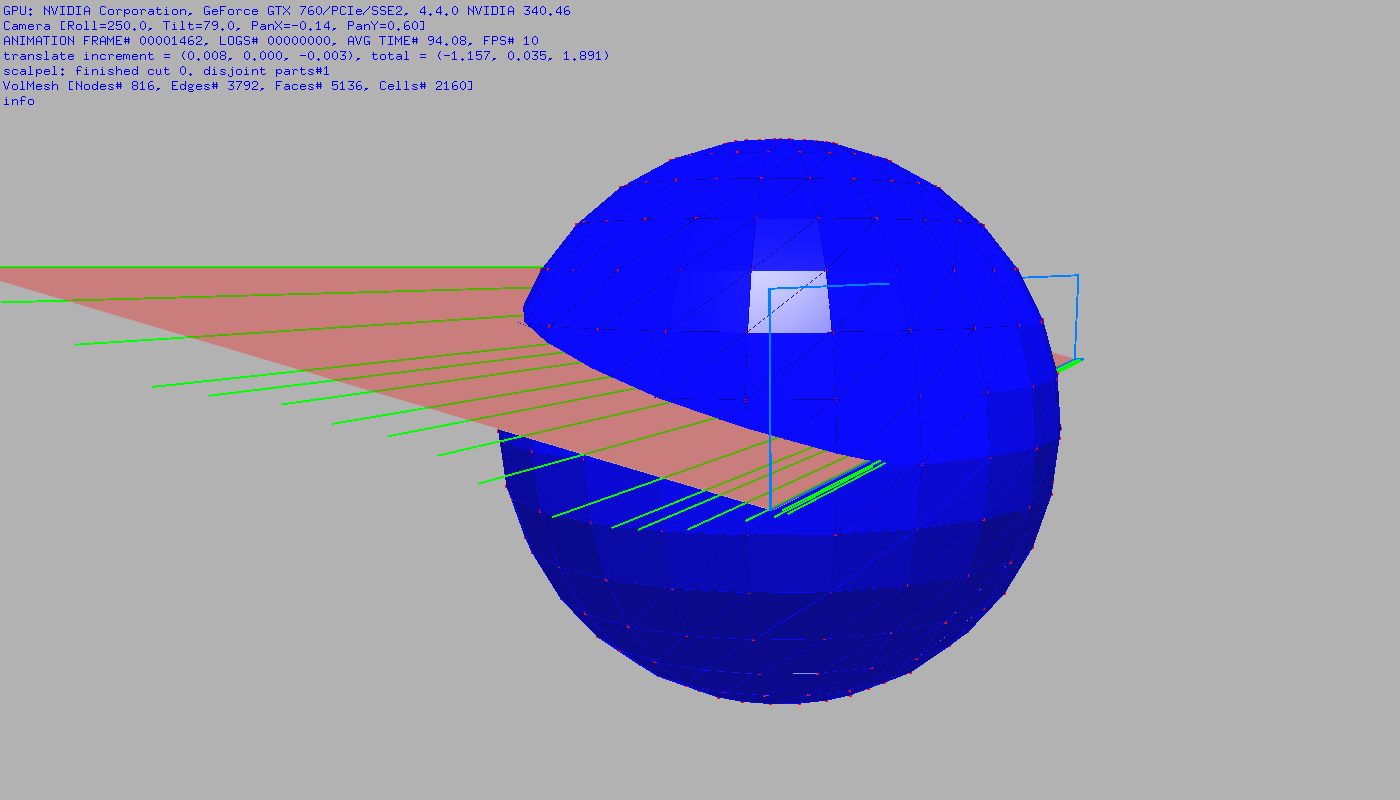 GPU: NVIDIA Corporation, GeForce GTX 760/PCIe/SSE2, 4.4.0 NVIDIA 340.46
Camera [Roll=250.0, Tilt=79.0, PanX=-0.14, PanY=0.60]
ANIMATION FRAME# 00001462, LOGS# 00000000, AVG TIME# 94.08, FPS# 10
translate increment = (0.008, 0.000, -0.003), total = (-1.157, 0.035, 1.891)
scalpel: finished cut 0. disjoint parts#1
VolMesh [Nodes# 816, Edges# 3792, Faces# 5136, Cells# 2160]
info